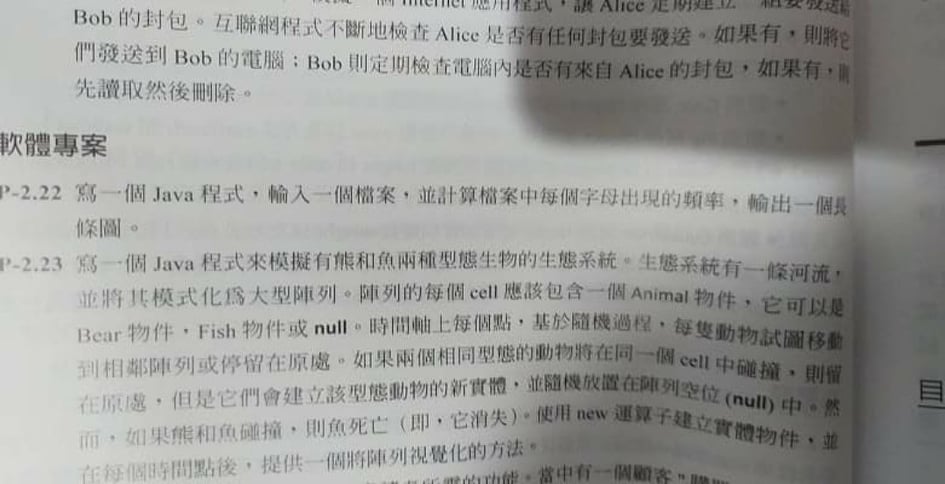 一個 Internet 應用程式，讓 Alice 定期建立一組要發送給
Bob 的封包。互聯網程式不斷地檢查 Alice 是否有任何封包要發送。如果有，則將它
們發送到 Bob 的電腦；Bob 則定期檢查電腦內是否有來自 Alice 的封包，如果有，則
先讀取然後刪除。
軟體專案
P-2.22 寫一個 Java 程式，輸入一個檔案，並計算檔案中每個字母出現的頻率，輸出一個長
條圖。
P-2.23 寫一個 Java 程式來模擬有熊和魚兩種型態生物的生態系統。生態系統有一條河流，
並將其模式化為大型陣列。陣列的每個 cell 應該包含一個 Animal 物件，它可以是
Bear 物件，Fish 物件或 null。時間軸上每個點，基於隨機過程，每隻動物試圖移動
到相鄰陣列或停留在原處。如果兩個相同型態的動物將在同一個 cell 中碰撞，則留
在原處，但是它們會建立該型態動物的新實體，並隨機放置在陣列空位 (null) 中。然
而，如果熊和魚碰撞，則魚死亡（即，它消失）。使用 new 運算子建立實體物件，並
在每個時間點後，提供一個將陣列視覺化的方法。
所需的功能。當中有一個顧客"購
目